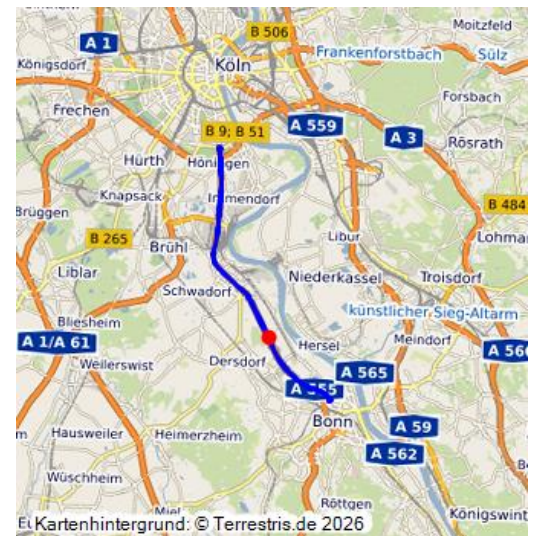 Moitzfeld
B 506
A 1
Köln
Frankenforstbach
Sülz
Königsdorf
Forsbach
Frechen
B 9; B 51
A 559
A 3
Rösrath
Hürth
Höningen
Knapsack
Immendorf
B 484
Brüggen
B 265
Brühl
Libur
Lohmar
Liblar
Niederkassel
Troisdorf
Schwadorf
künstlicher Sieg-Altarm
Bliesheim
A 1/A 61
Hersel
Meindorf
A 560
Weilerswist
Dersdorf
A 565
A 555
Bonn
A 59
Hausweiler
Heimerzheim
A 562
Wüschheim
Röttgen
Königswint
Kartenhintergrund: © Terrestris.de 2026